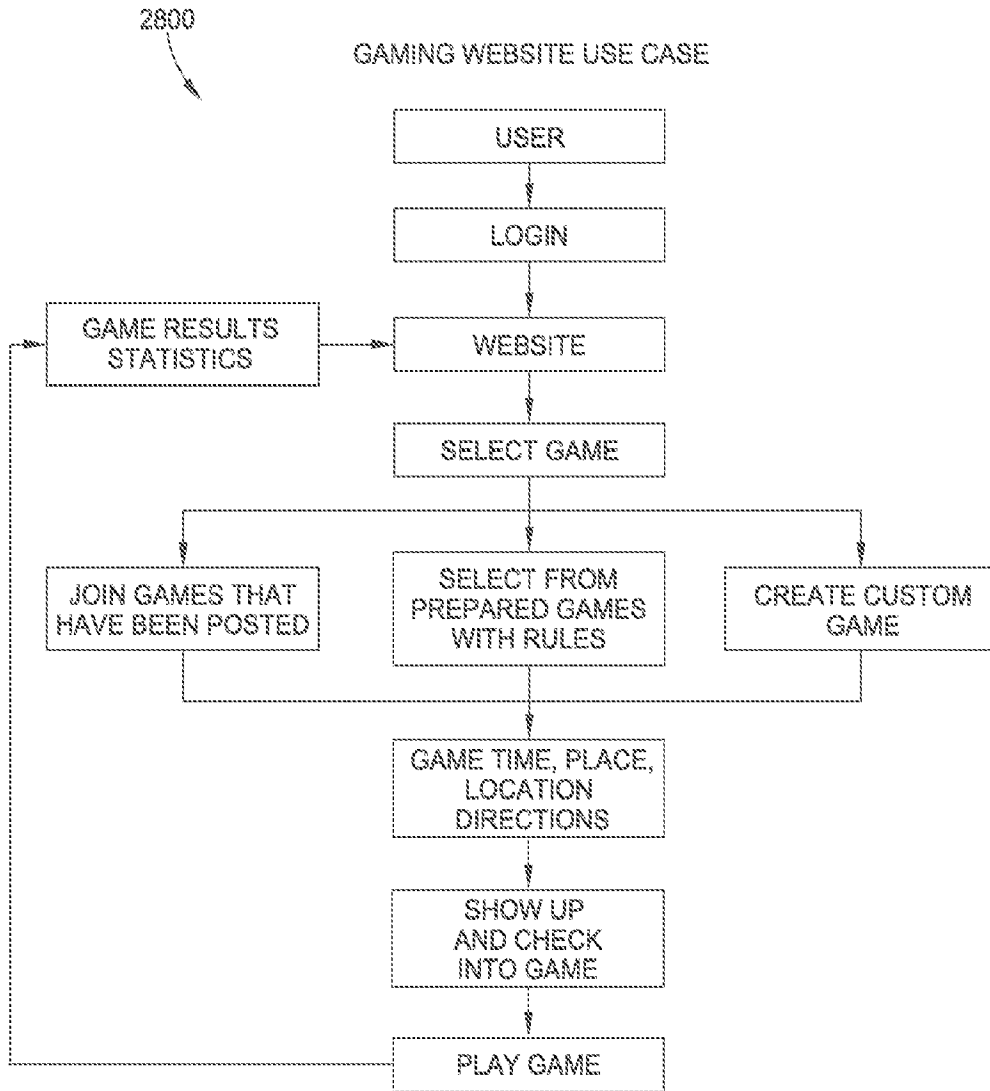 2800
GAMING WEBSITE USE CASE
USER
LOGIN
GAME RESULTS
STATISTICS
WEBSITE
SELECT GAME
JOIN GAMES THAT
HAVE BEEN POSTED
SELECT FROM
PREPARED GAMES
WITH RULES
CREATE CUSTOM
GAME
GAME TIME, PLACE,
LOCATION
DIRECTIONS
SHOW UP
AND CHECK
INTO GAME
PLAY GAME